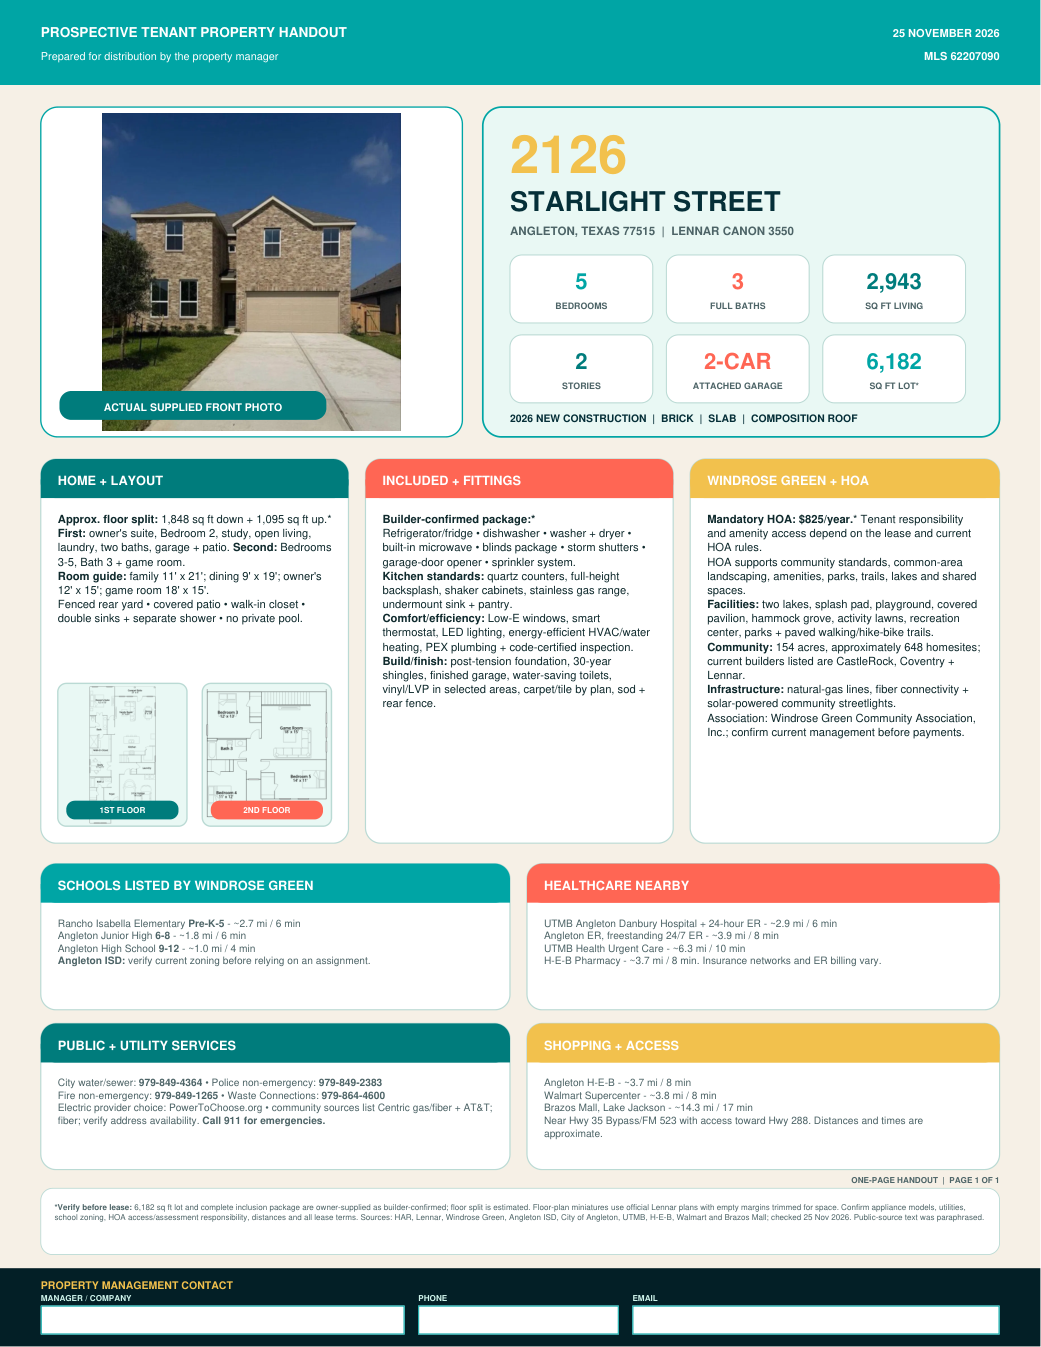 PROSPECTIVE TENANT PROPERTY HANDOUT
Prepared for distribution by the property manager
25 NOVEMBER 2026
MLS 62207090
ACTUAL SUPPLIED FRONT PHOTO
2126
STARLIGHT STREET
ANGLETON, TEXAS 77515 | LENNAR CANON 3550
5
BEDROOMS
3
FULL BATHS
2,943
SQ FT LIVING
2
STORIES
2-CAR
ATTACHED GARAGE
6,182
SQ FT LOT*
2026 NEW CONSTRUCTION | BRICK | SLAB | COMPOSITION ROOF
HOME + LAYOUT
Approx. floor split: 1,848 sq ft down + 1,095 sq ft up.*
First: owner's suite, Bedroom 2, study, open living,
laundry, two baths, garage + patio. Second: Bedrooms
3-5, Bath 3 + game room.
Room guide: family 11' x 21'; dining 9' x 19'; owner's
12' x 15'; game room 18' x 15'.
Fenced rear yard • covered patio • walk-in closet •
double sinks + separate shower • no private pool.
1ST FLOOR
Bedroom 3
12' x 13'
Game Room
18' x 15'
Bath 3
Bedroom 5
14' x 11'
Bedroom 4
11' x 12'
2ND FLOOR
INCLUDED + FITTINGS
Builder-confirmed package:*
Refrigerator/fridge • dishwasher • washer + dryer •
built-in microwave • blinds package • storm shutters •
garage-door opener • sprinkler system.
Kitchen standards: quartz counters, full-height
backsplash, shaker cabinets, stainless gas range,
undermount sink + pantry.
Comfort/efficiency: Low-E windows, smart
thermostat, LED lighting, energy-efficient HVAC/water
heating, PEX plumbing + code-certified inspection.
Build/finish: post-tension foundation, 30-year
shingles, finished garage, water-saving toilets,
vinyl/LVP in selected areas, carpet/tile by plan, sod +
rear fence.
WINDROSE GREEN + HOA
Mandatory HOA: $825/year.* Tenant responsibility
and amenity access depend on the lease and current
HOA rules.
HOA supports community standards, common-area
landscaping, amenities, parks, trails, lakes and shared
spaces.
Facilities: two lakes, splash pad, playground, covered
pavilion, hammock grove, activity lawns, recreation
center, parks + paved walking/hike-bike trails.
Community: 154 acres, approximately 648 homesites;
current builders listed are CastleRock, Coventry +
Lennar.
Infrastructure: natural-gas lines, fiber connectivity +
solar-powered community streetlights.
Association: Windrose Green Community Association,
Inc.; confirm current management before payments.
SCHOOLS LISTED BY WINDROSE GREEN
Rancho Isabella Elementary Pre-K-5 - ~2.7 mi / 6 min
Angleton Junior High 6-8 - ~1.8 mi / 6 min
Angleton High School 9-12 - ~1.0 mi / 4 min
Angleton ISD: verify current zoning before relying on an assignment.
HEALTHCARE NEARBY
UTMB Angleton Danbury Hospital + 24-hour ER - ~2.9 mi / 6 min
Angleton ER, freestanding 24/7 ER - ~3.9 mi / 8 min
UTMB Health Urgent Care - ~6.3 mi / 10 min
H-E-B Pharmacy - ~3.7 mi / 8 min. Insurance networks and ER billing vary.
PUBLIC + UTILITY SERVICES
City water/sewer: 979-849-4364 • Police non-emergency: 979-849-2383
Fire non-emergency: 979-849-1265 • Waste Connections: 979-864-4600
Electric provider choice: PowerToChoose.org • community sources list Centric gas/fiber + AT&T;
fiber; verify address availability. Call 911 for emergencies.
SHOPPING + ACCESS
Angleton H-E-B - ~3.7 mi / 8 min
Walmart Supercenter - ~3.8 mi / 8 min
Brazos Mall, Lake Jackson - ~14.3 mi / 17 min
Near Hwy 35 Bypass/FM 523 with access toward Hwy 288. Distances and times are
approximate.
ONE-PAGE HANDOUT | PAGE 1 OF 1
*Verify before lease: 6,182 sq ft lot and complete inclusion package are owner-supplied as builder-confirmed; floor split is estimated. Floor-plan miniatures use official Lennar plans with empty margins trimmed for space. Confirm appliance models, utilities,
school zoning, HOA access/assessment responsibility, distances and all lease terms. Sources: HAR, Lennar, Windrose Green, Angleton ISD, City of Angleton, UTMB, H-E-B, Walmart and Brazos Mall; checked 25 Nov 2026. Public-source text was paraphrased.
PROPERTY MANAGEMENT CONTACT
MANAGER / COMPANY
PHONE
EMAIL